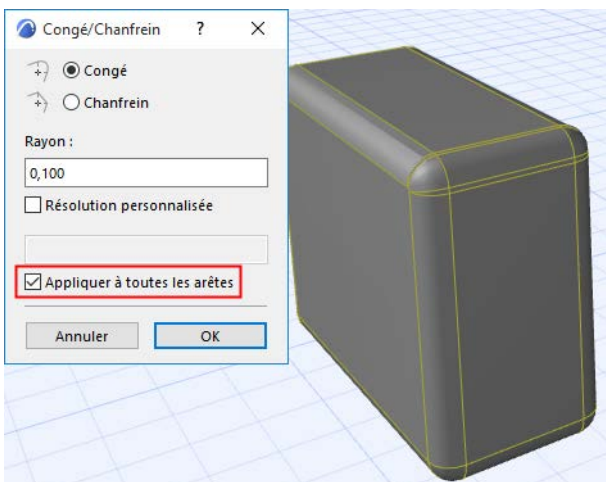 Congé/Chanfrein ? X
Congé
Chanfrein
Rayon :
0,100
Résolution personnalisée
Appliquer à toutes les arêtes
Annuler OK